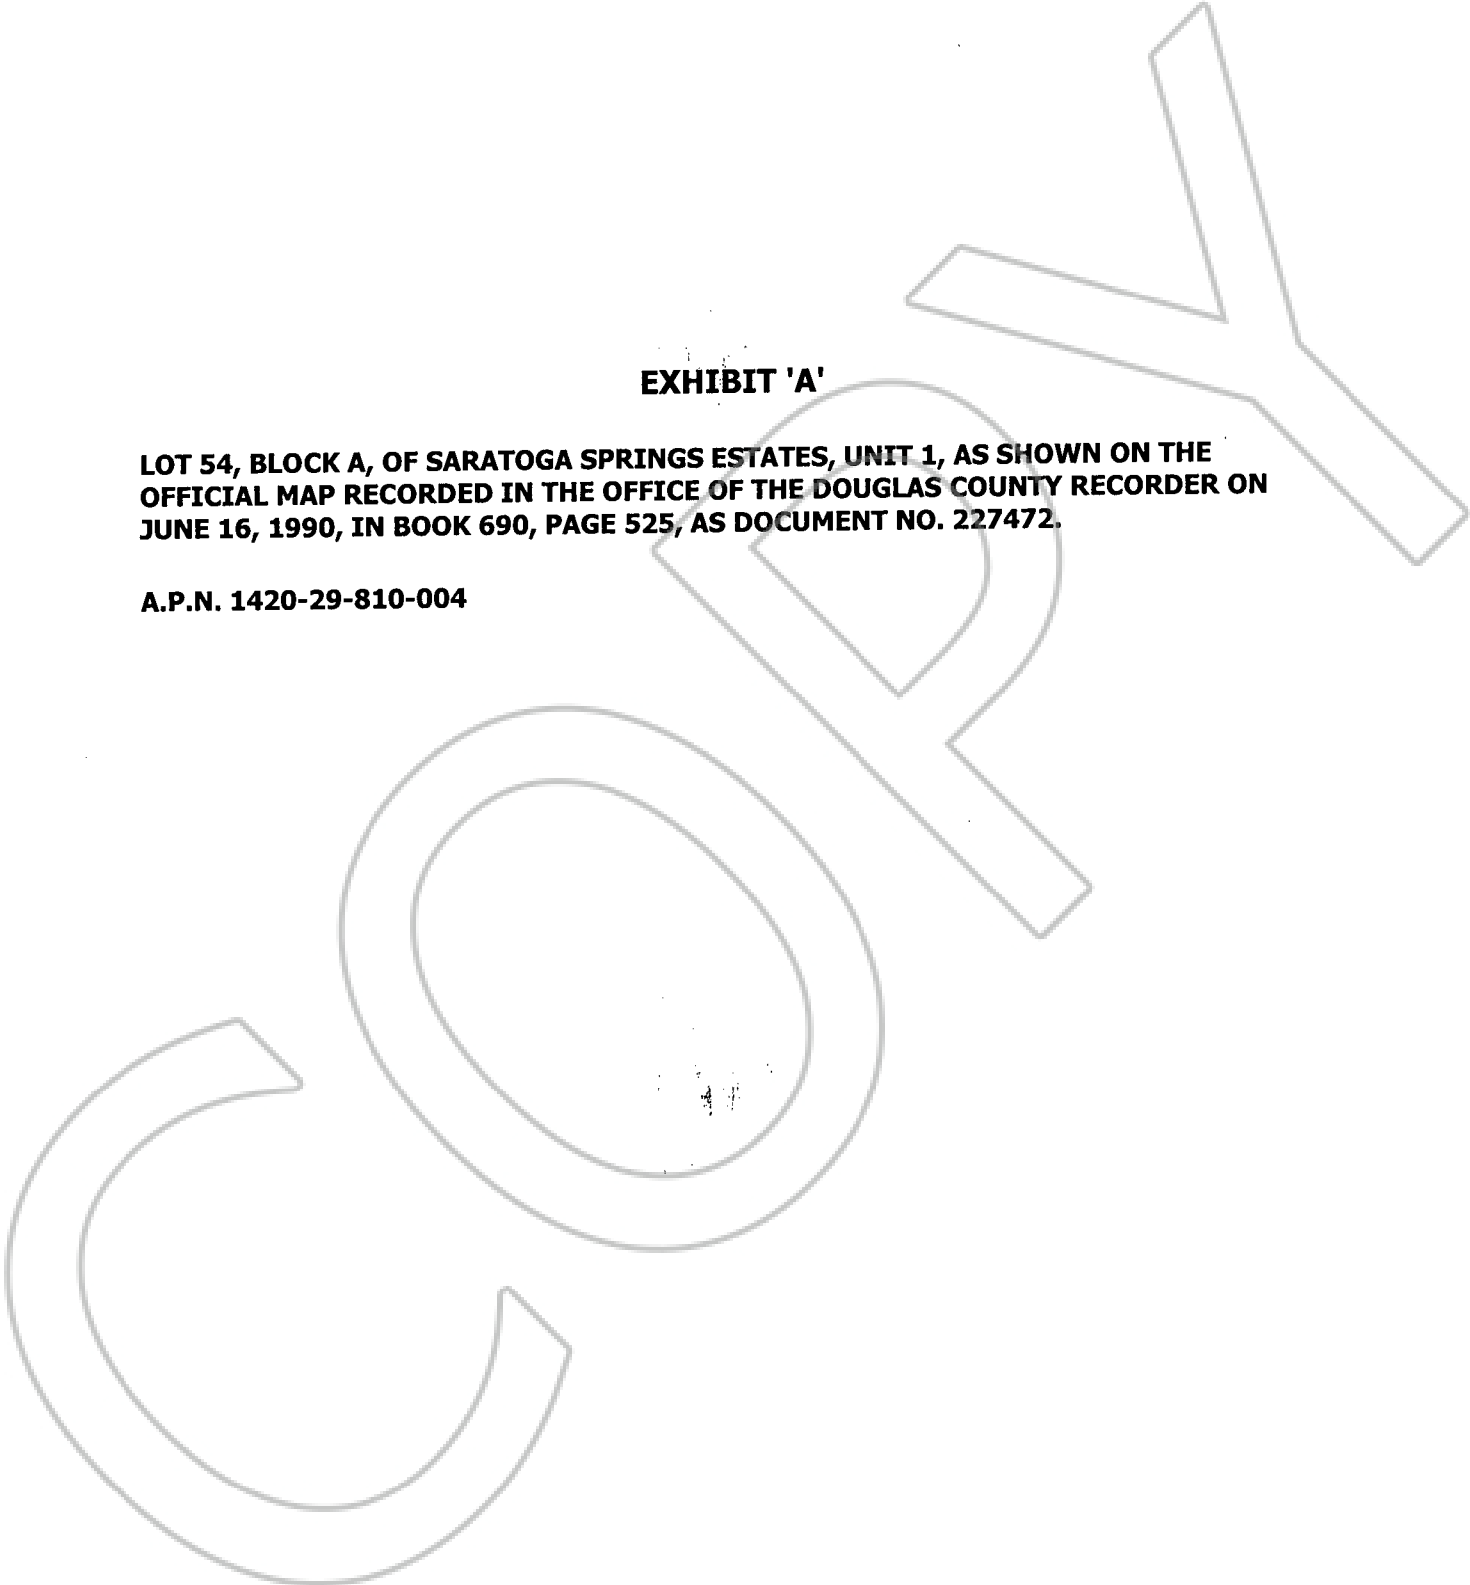 EXHIBIT 'A'
LOT 54, BLOCK A, OF SARATOGA SPRINGS ESTATES, UNIT 1, AS SHOWN ON THE
OFFICIAL MAP RECORDED IN THE OFFICE OF THE DOUGLAS COUNTY RECORDER ON
JUNE 16, 1990, IN BOOK 690, PAGE 525, AS DOCUMENT NO. 227472.
A.P.N. 1420-29-810-004
COPY